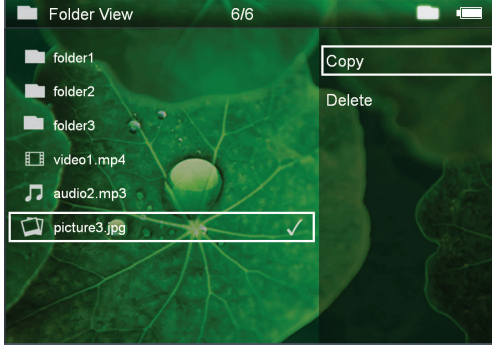 Folder View 6/6
folder1
folder2
folder3
video1.mp4
audio2.mp3
picture3.jpg
Copy
Delete